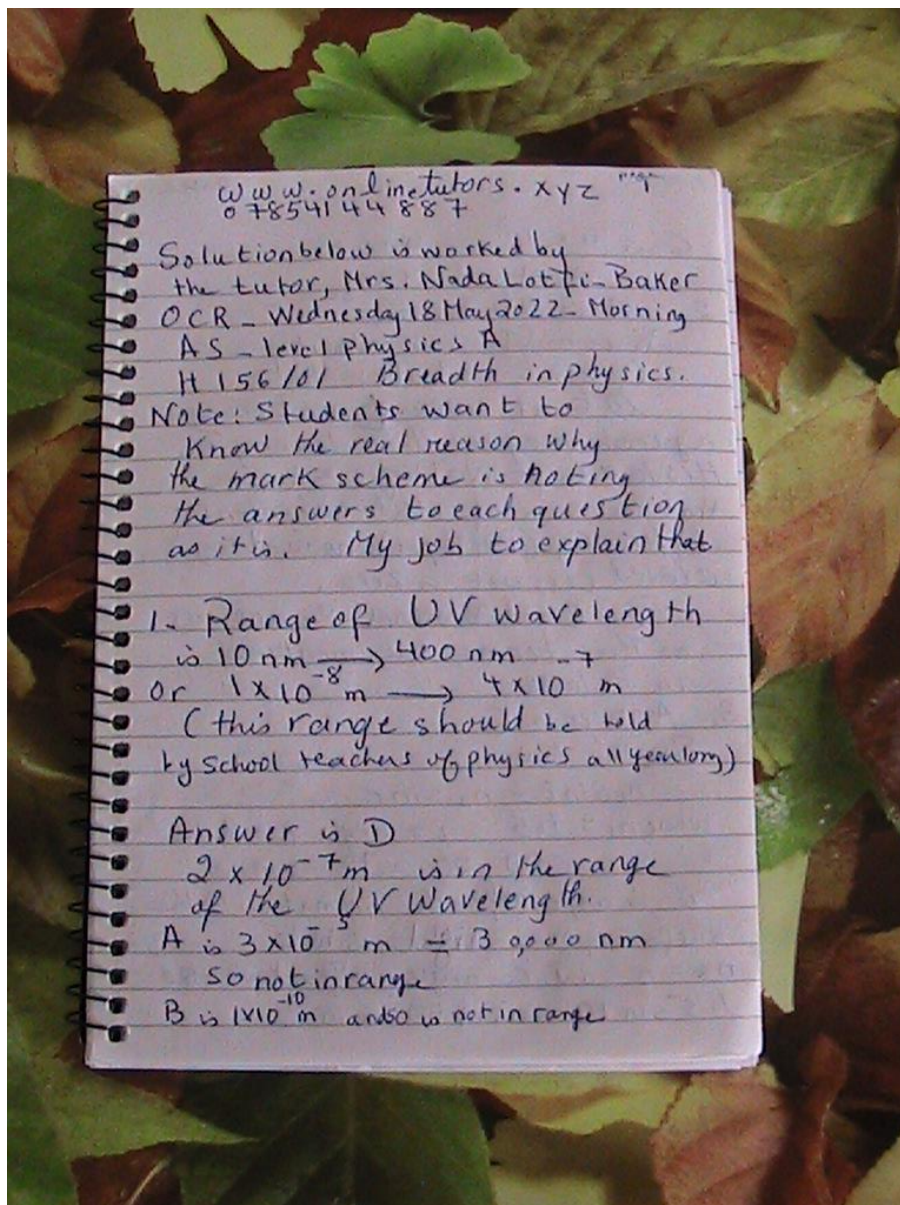 www.onlinetutors.xyz
07854144887
Solution below is worked by
the tutor, Mrs. Nada Lotfi-Baker
OCR - Wednesday 18 May 2022 - Morning
AS-level physics A
H156/01 Breadth in physics.
Note: Students want to
Know the real reason why
the mark scheme is noting
the answers to each question
as it is. My job to explain that
1- Range of UV wavelength
is 10 nm → 400 nm
Or 1 x 10⁻⁸ m → 4 x 10⁻⁷ m
(this range should be told
by School teachers of physics all year long)
Answer is D
2 x 10⁻⁷ m is in the range
of the UV wavelength.
A is 3x10⁻⁵ m = 30,000 nm
so not in range
B is 1x10⁻¹⁰ m and so is not in range